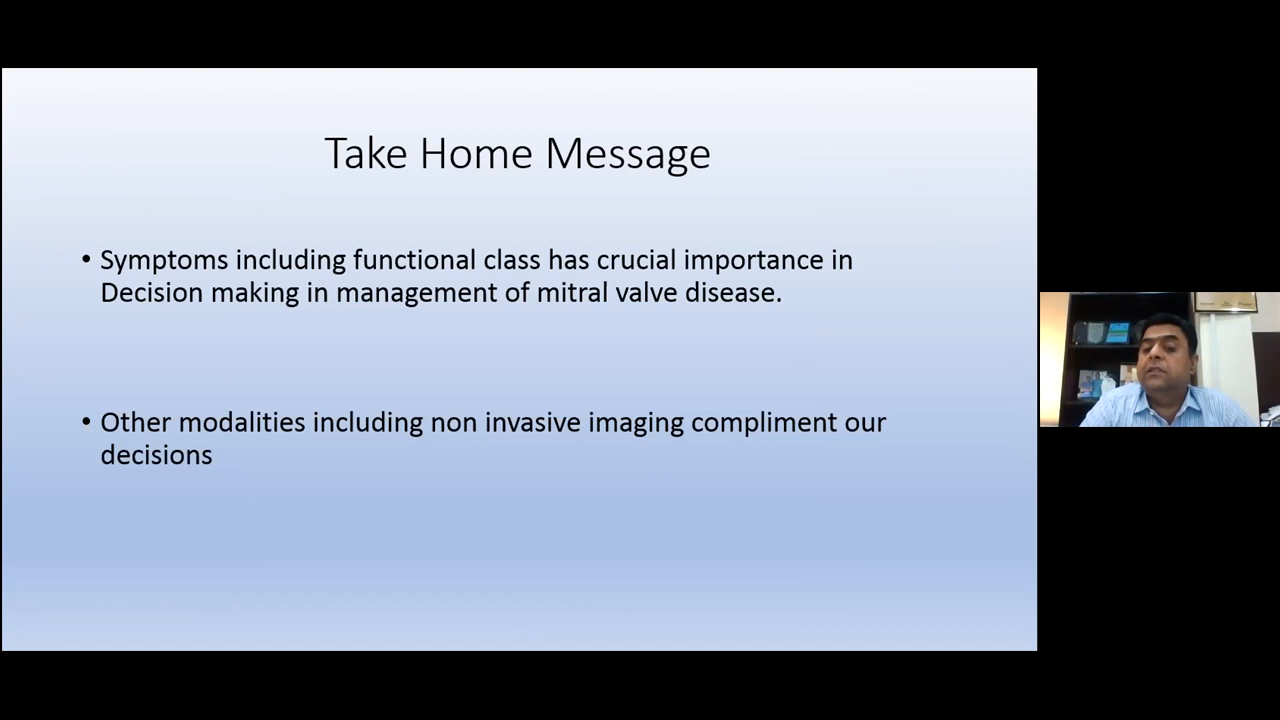 Take Home Message
• Symptoms including functional class has crucial importance in
Decision making in management of mitral valve disease.
• Other modalities including non invasive imaging compliment our
decisions